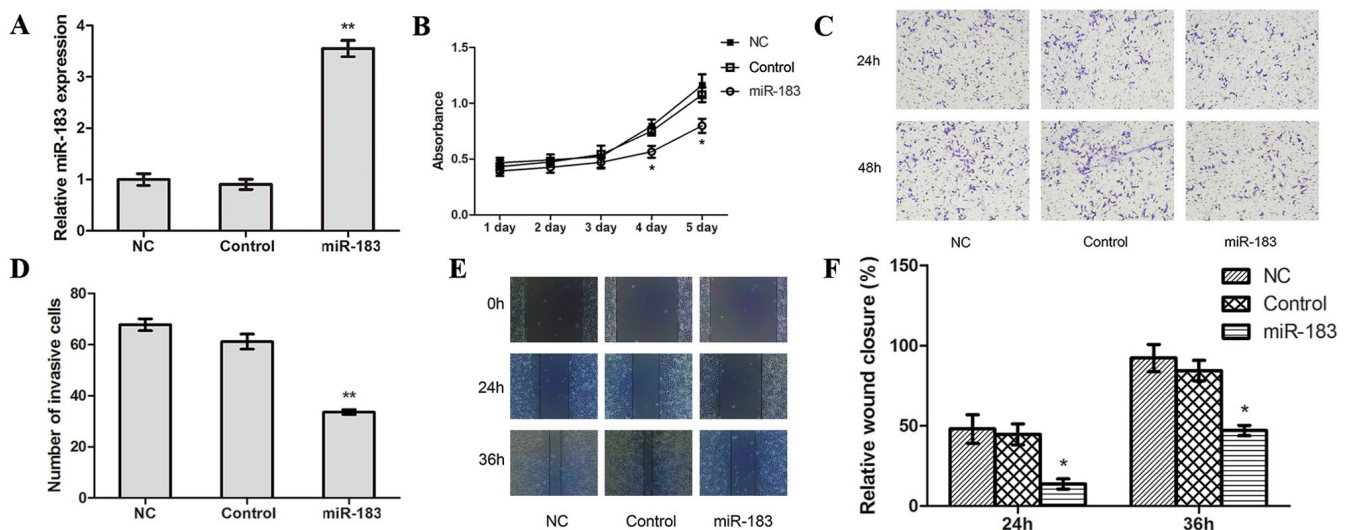 A
Relative miR-183 expression
4
3
2
1
0
**
NC
Control
miR-183
B
Absorbance
1.5
1.0
0.5
0.0
NC
Control
miR-183
*
*
1 day
2 day
3 day
4 day
5 day
C
24h
48h
NC
Control
miR-183
D
Number of invasive cells
80
60
40
20
0
**
NC
Control
miR-183
E
0h
24h
36h
NC
Control
miR-183
F
Relative wound closure (%)
150
100
50
0
NC
Control
miR-183
*
*
24h
36h